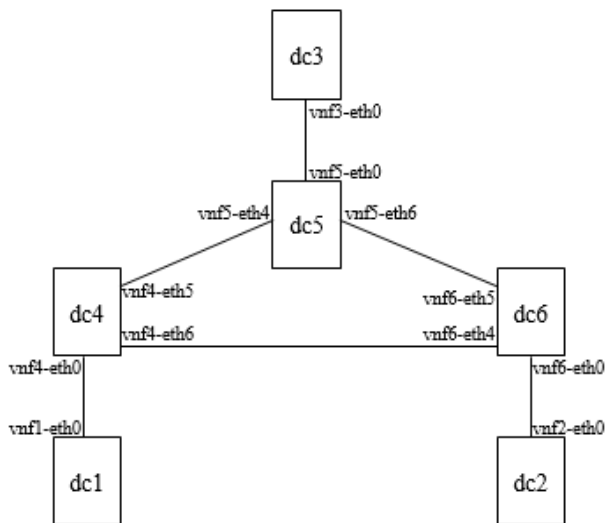 dc3
vnf3-eth0
vnf5-eth0
vnf5-eth4
vnf5-eth6
dc5
vnf4-eth5
vnf6-eth5
dc4
dc6
vnf4-eth6
vnf6-eth4
vnf4-eth0
vnf6-eth0
vnf1-eth0
vnf2-eth0
dc1
dc2